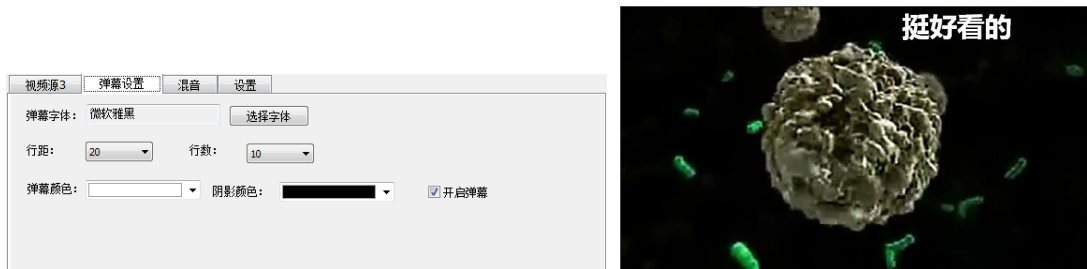 挺好看的
视频源3 弹幕设置 混音 设置
弹幕字体： 微软雅黑 选择字体
行距： 20 行数： 10
弹幕颜色： 阴影颜色： 开启弹幕